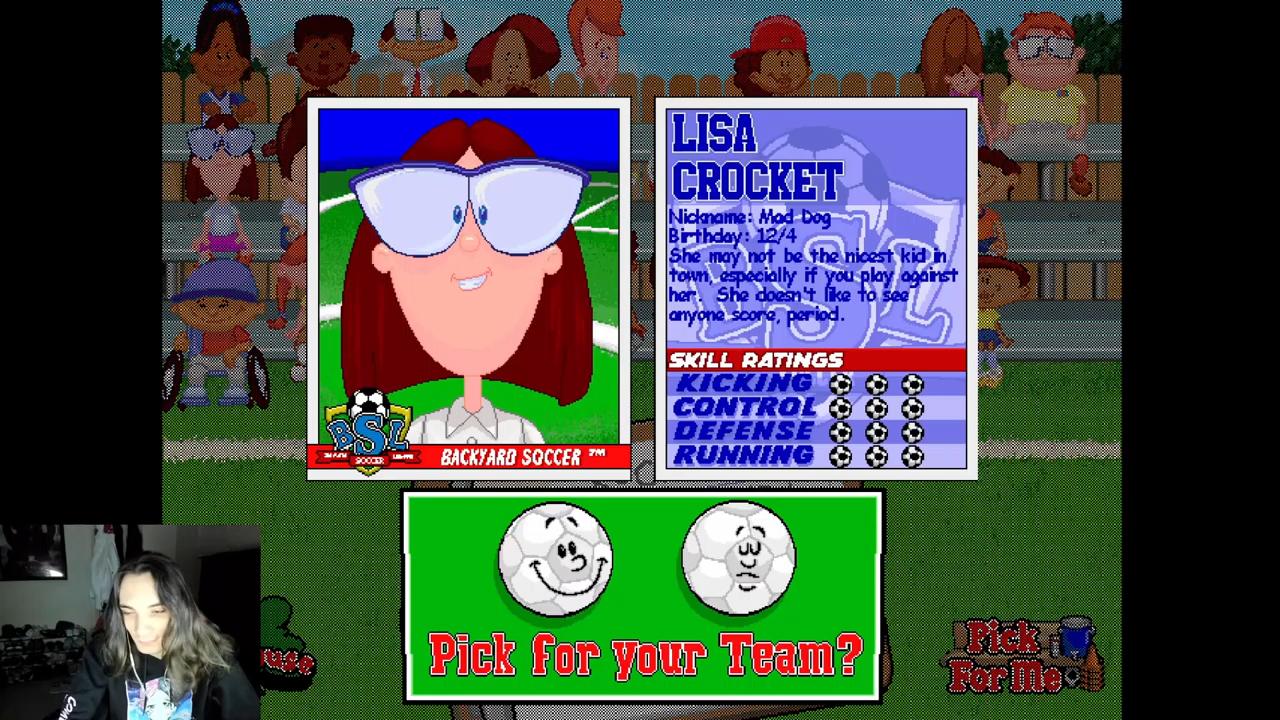 LISA
CROCKET
Nickname: Mad Dog
Birthday: 12/4
She may not be the nicest kid in
town, especially if you play against
her. She doesn't like to see
anyone score, period.
SKILL RATINGS
KICKING
CONTROL
DEFENSE
RUNNING
BSL
SOCCER
BACKYARD SOCCER ™
Pick for your Team?
Pick
For Me